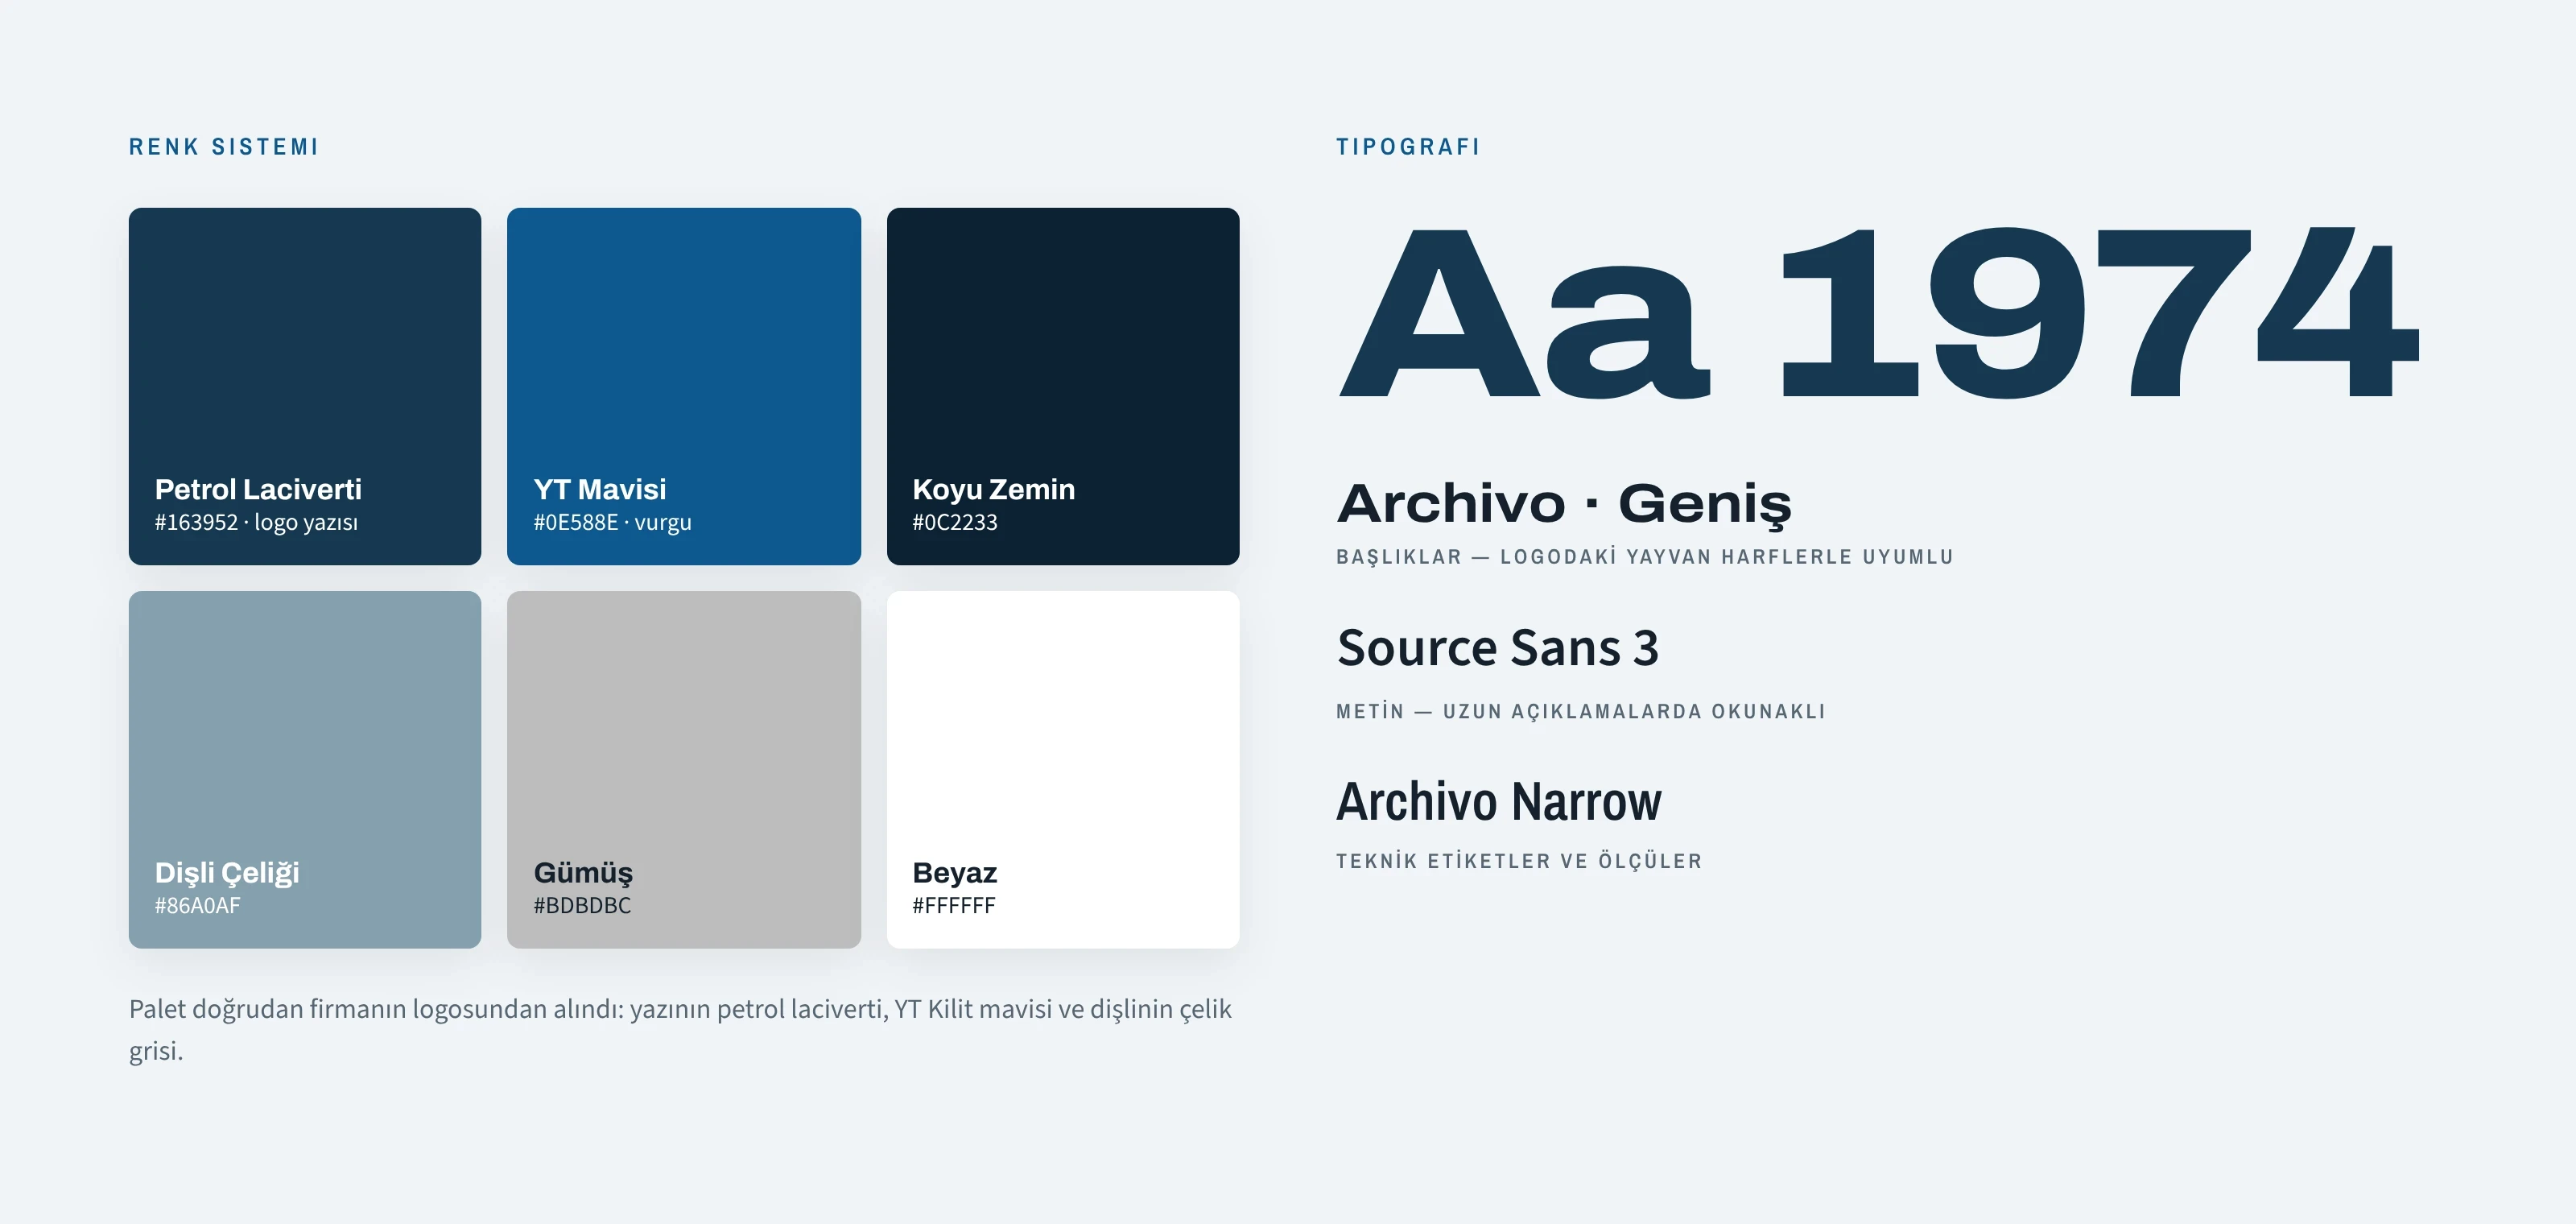 RENK SISTEMI
Petrol Laciverti
#163952 · logo yazısı
YT Mavisi
#0E588E · vurgu
Koyu Zemin
#0C2233
Dişli Çeliği
#86A0AF
Gümüş
#BDBDBC
Beyaz
#FFFFFF
Palet doğrudan firmanın logosundan alındı: yazının petrol laciverti, YT Kilit mavisi ve dişlinin çelik
grisi.
TIPOGRAFI
Aa 1974
Archivo · Geniş
BAŞLIKLAR — LOGODAKİ YAYVAN HARFLERLE UYUMLU
Source Sans 3
METİN — UZUN AÇIKLAMALARDA OKUNAKLI
Archivo Narrow
TEKNİK ETİKETLER VE ÖLÇÜLER